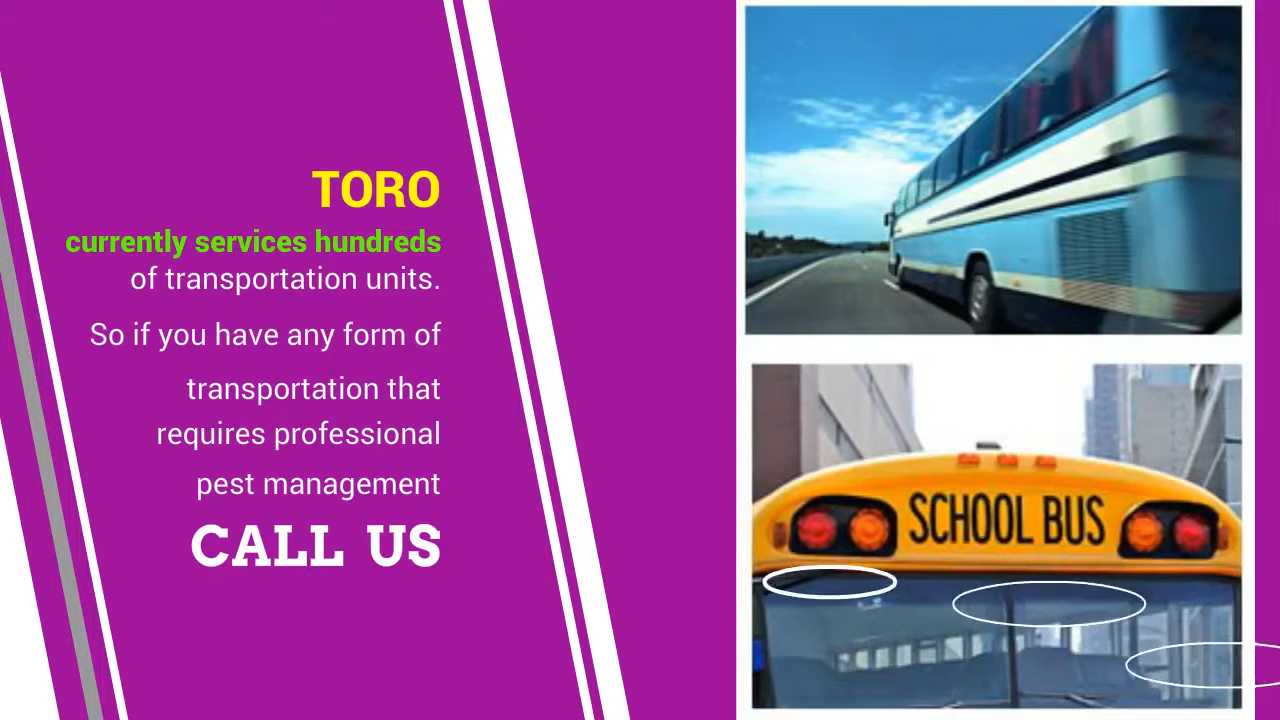 TORO
currently services hundreds
of transportation units.
So if you have any form of
transportation that
requires professional
pest management
CALL US
SCHOOL BUS